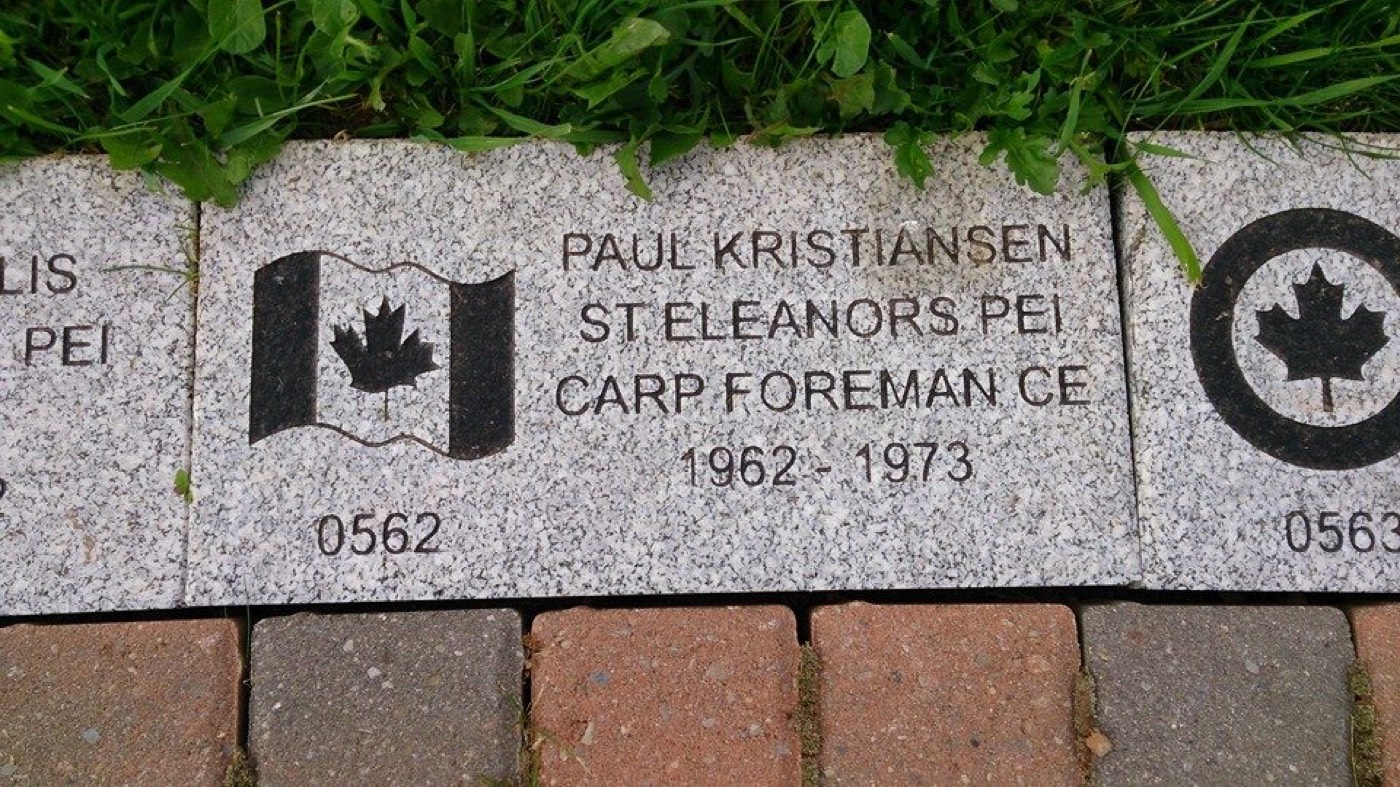 LIS
PEI
PAUL KRISTIANSEN
ST ELEANORS PEI
CARP FOREMAN CE
1962 - 1973
0562
0563